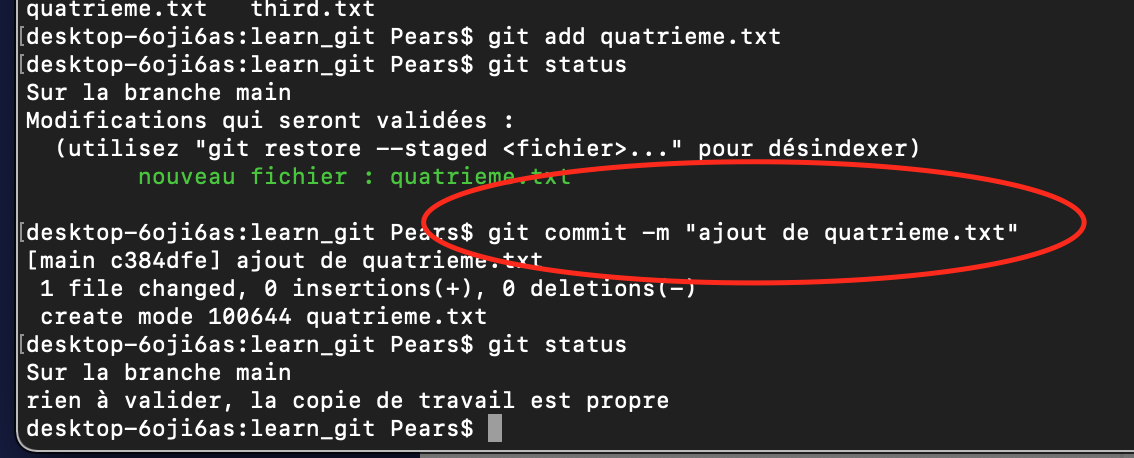 quatrieme.txt   third.txt
[desktop-6oji6as:learn_git Pears$ git add quatrieme.txt
[desktop-6oji6as:learn_git Pears$ git status
Sur la branche main
Modifications qui seront validées :
  (utilisez "git restore --staged <fichier>..." pour désindexer)
        nouveau fichier : quatrieme.txt

[desktop-6oji6as:learn_git Pears$ git commit -m "ajout de quatrieme.txt"
[main c384dfe] ajout de quatrieme.txt
 1 file changed, 0 insertions(+), 0 deletions(-)
 create mode 100644 quatrieme.txt
[desktop-6oji6as:learn_git Pears$ git status
Sur la branche main
rien à valider, la copie de travail est propre
desktop-6oji6as:learn_git Pears$